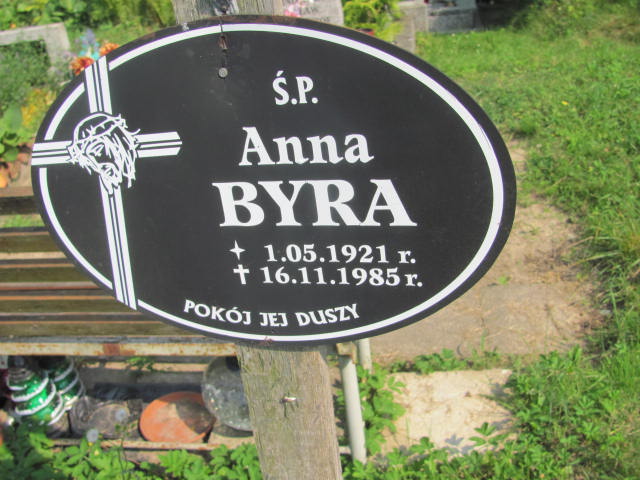 Ś.P.
Anna
BYRA
1.05.1921 r.
16.11.1985 r.
POKÓJ JEJ DUSZY